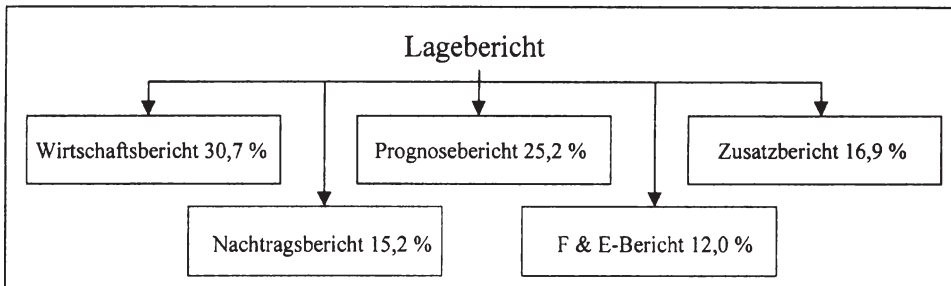 Lagebericht
Wirtschaftsbericht 30,7 %
Prognosebericht 25,2 %
Zusatzbericht 16,9 %
Nachtragsbericht 15,2 %
F & E-Bericht 12,0 %